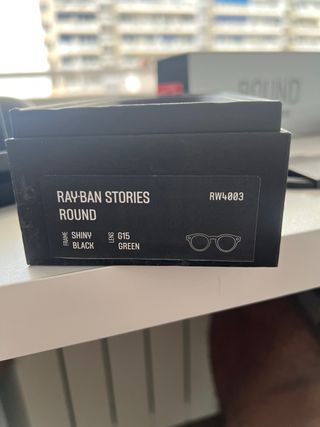 ROUND
RAY-BAN STORIES
ROUND
RW4003
FRAME
SHINY
BLACK
LENS
G15
GREEN